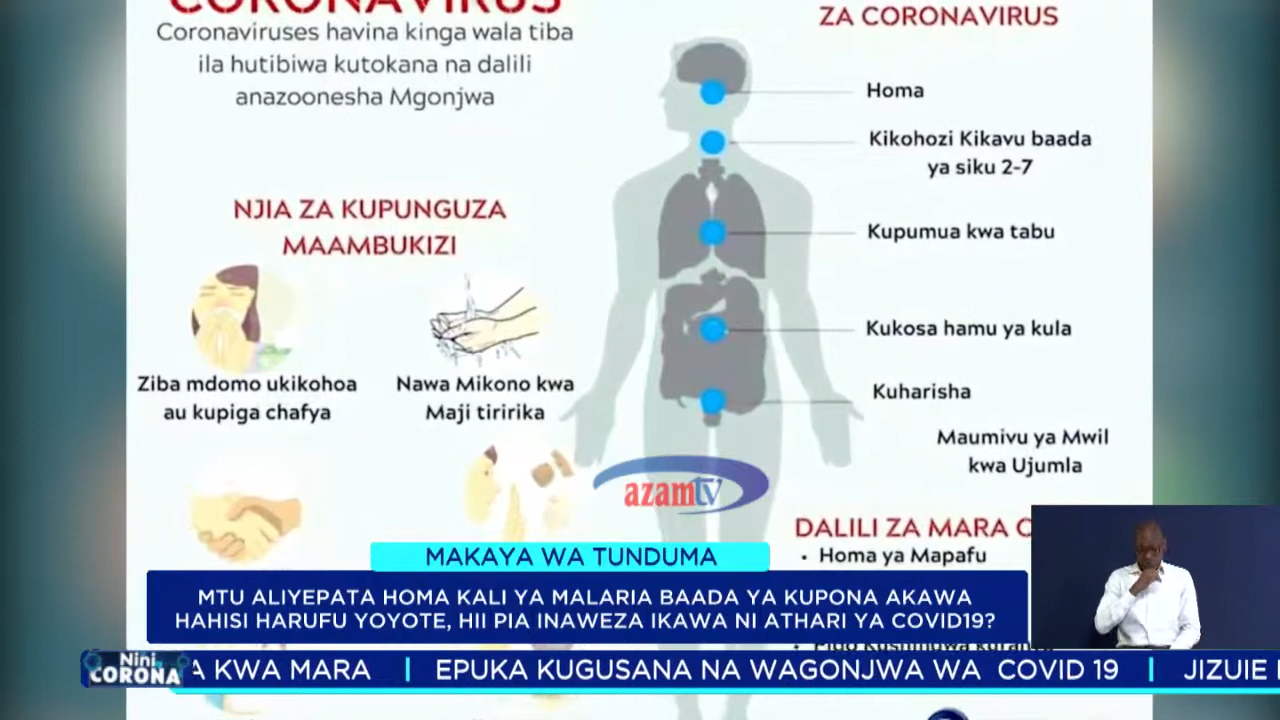 CORONAVIRUS
Coronaviruses havina kinga wala tiba
ila hutibiwa kutokana na dalili
anazoonesha Mgonjwa
NJIA ZA KUPUNGUZA
MAAMBUKIZI
Ziba mdomo ukikohoa
au kupiga chafya
Nawa Mikono kwa
Maji tiririka
ZA CORONAVIRUS
Homa
Kikohozi Kikavu baada
ya siku 2-7
Kupumua kwa tabu
Kukosa hamu ya kula
Kuharisha
Maumivu ya Mwil
kwa Ujumla
DALILI ZA MARA
• Homa ya Mapafu
azamtv
MAKAYA WA TUNDUMA
MTU ALIYEPATA HOMA KALI YA MALARIA BAADA YA KUPONA AKAWA
HAHISI HARUFU YOYOTE, HII PIA INAWEZA IKAWA NI ATHARI YA COVID19?
Nini
CORONA
A KWA MARA | EPUKA KUGUSANA NA WAGONJWA WA COVID 19 | JIZUIE